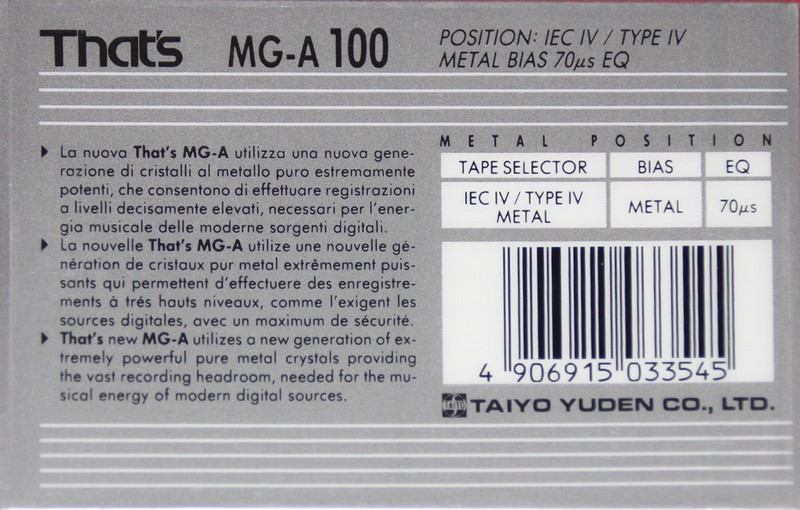 That's MG-A 100
POSITION: IEC IV / TYPE IV
METAL BIAS 70µs EQ
La nuova That's MG-A utilizza una nuova gene-
razione di cristalli al metallo puro estremamente
potenti, che consentono di effettuare registrazioni
a livelli decisamente elevati, necessari per l'ener-
gia musicale delle moderne sorgenti digitali.
La nouvelle That's MG-A utilize une nouvelle gé-
nération de cristaux pur metal extrêmement puis-
sants qui permettent d'effectuere des enregistre-
ments à trés hauts niveaux, comme l'exigent les
sources digitales, avec un maximum de sécurité.
That's new MG-A utilizes a new generation of ex-
tremely powerful pure metal crystals providing
the vast recording headroom, needed for the mu-
sical energy of modern digital sources.
METAL POSITION
TAPE SELECTOR BIAS EQ
IEC IV / TYPE IV
METAL METAL 70µs
4 906915 033545
TAIYO TAIYO YUDEN CO., LTD.